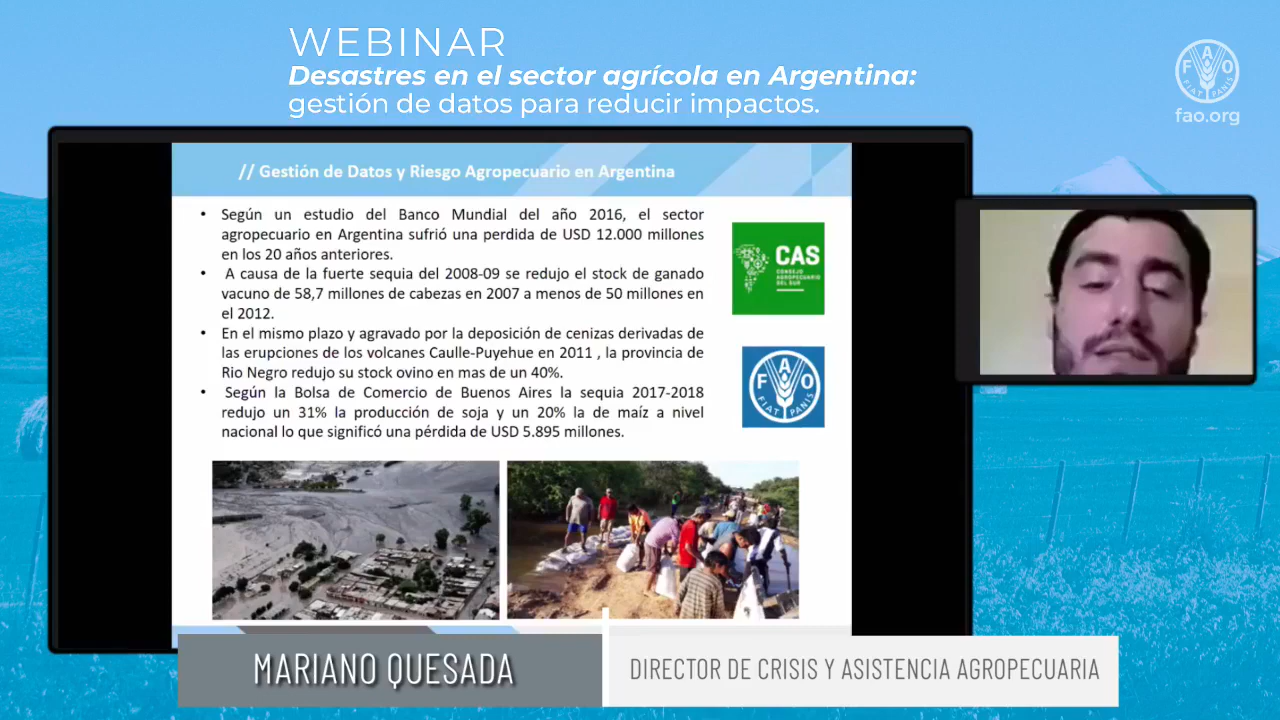 WEBINAR
Desastres en el sector agrícola en Argentina:
gestión de datos para reducir impactos.
FAO
FIAT PANIS
fao.org
// Gestión de Datos y Riesgo Agropecuario en Argentina
• Según un estudio del Banco Mundial del año 2016, el sector
agropecuario en Argentina sufrió una perdida de USD 12.000 millones
en los 20 años anteriores.
• A causa de la fuerte sequia del 2008-09 se redujo el stock de ganado
vacuno de 58,7 millones de cabezas en 2007 a menos de 50 millones en
el 2012.
• En el mismo plazo y agravado por la deposición de cenizas derivadas de
las erupciones de los volcanes Caulle-Puyehue en 2011 , la provincia de
Rio Negro redujo su stock ovino en mas de un 40%.
• Según la Bolsa de Comercio de Buenos Aires la sequia 2017-2018
redujo un 31% la producción de soja y un 20% la de maíz a nivel
nacional lo que significó una pérdida de USD 5.895 millones.
CAS
CONSEJO
AGROPECUARIO
DEL SUR
FAO
FIAT PANIS
MARIANO QUESADA
DIRECTOR DE CRISIS Y ASISTENCIA AGROPECUARIA